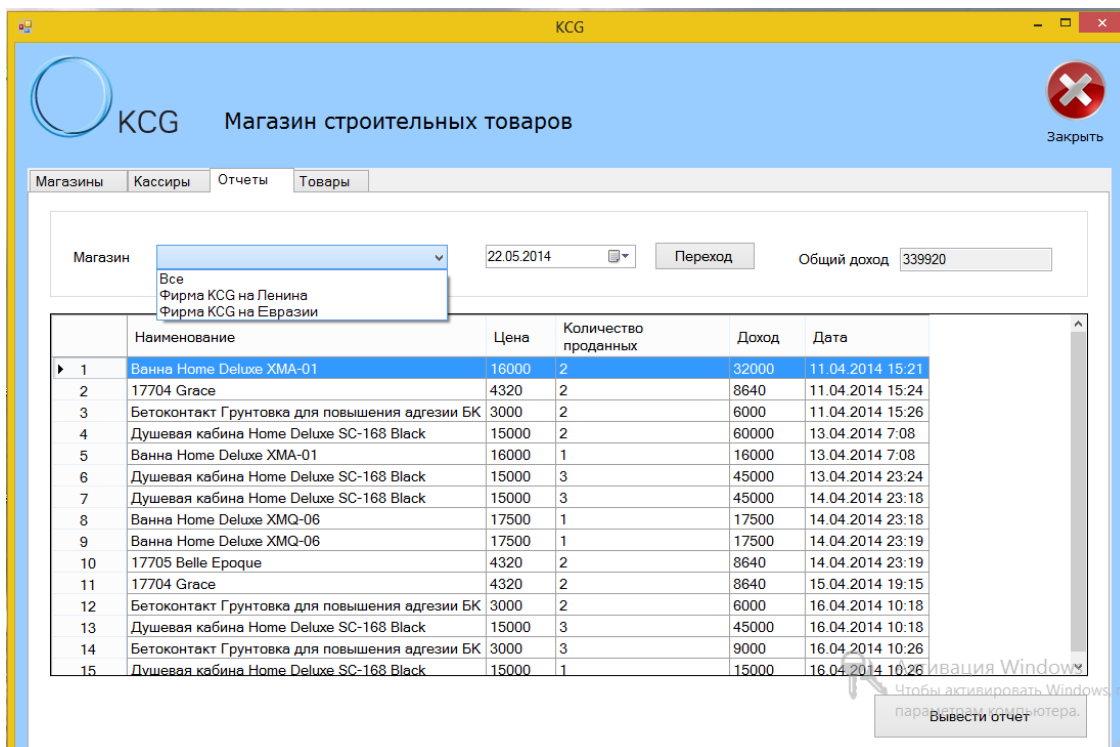 KCG
KCG Магазин строительных товаров
Закрыть
Магазины Кассиры Отчеты Товары
Магазин 22.05.2014 Переход Общий доход 339920
Все
Фирма KCG на Ленина
Фирма KCG на Евразии
Наименование Цена Количество проданных Доход Дата
1 Ванна Home Deluxe XMA-01 16000 2 32000 11.04.2014 15:21
2 17704 Grace 4320 2 8640 11.04.2014 15:24
3 Бетоконтакт Грунтовка для повышения адгезии БК 3000 2 6000 11.04.2014 15:26
4 Душевая кабина Home Deluxe SC-168 Black 15000 2 60000 13.04.2014 7:08
5 Ванна Home Deluxe XMA-01 16000 1 16000 13.04.2014 7:08
6 Душевая кабина Home Deluxe SC-168 Black 15000 3 45000 13.04.2014 23:24
7 Душевая кабина Home Deluxe SC-168 Black 15000 3 45000 14.04.2014 23:18
8 Ванна Home Deluxe XMQ-06 17500 1 17500 14.04.2014 23:18
9 Ванна Home Deluxe XMQ-06 17500 1 17500 14.04.2014 23:19
10 17705 Belle Epoque 4320 2 8640 14.04.2014 23:19
11 17704 Grace 4320 2 8640 15.04.2014 19:15
12 Бетоконтакт Грунтовка для повышения адгезии БК 3000 2 6000 16.04.2014 10:18
13 Душевая кабина Home Deluxe SC-168 Black 15000 3 45000 16.04.2014 10:18
14 Бетоконтакт Грунтовка для повышения адгезии БК 3000 3 9000 16.04.2014 10:26
15 Душевая кабина Home Deluxe SC-168 Black 15000 1 15000 16.04.2014 10:26
Активация Windows
Чтобы активировать Windows,
параметрам компьютера.
Вывести отчет